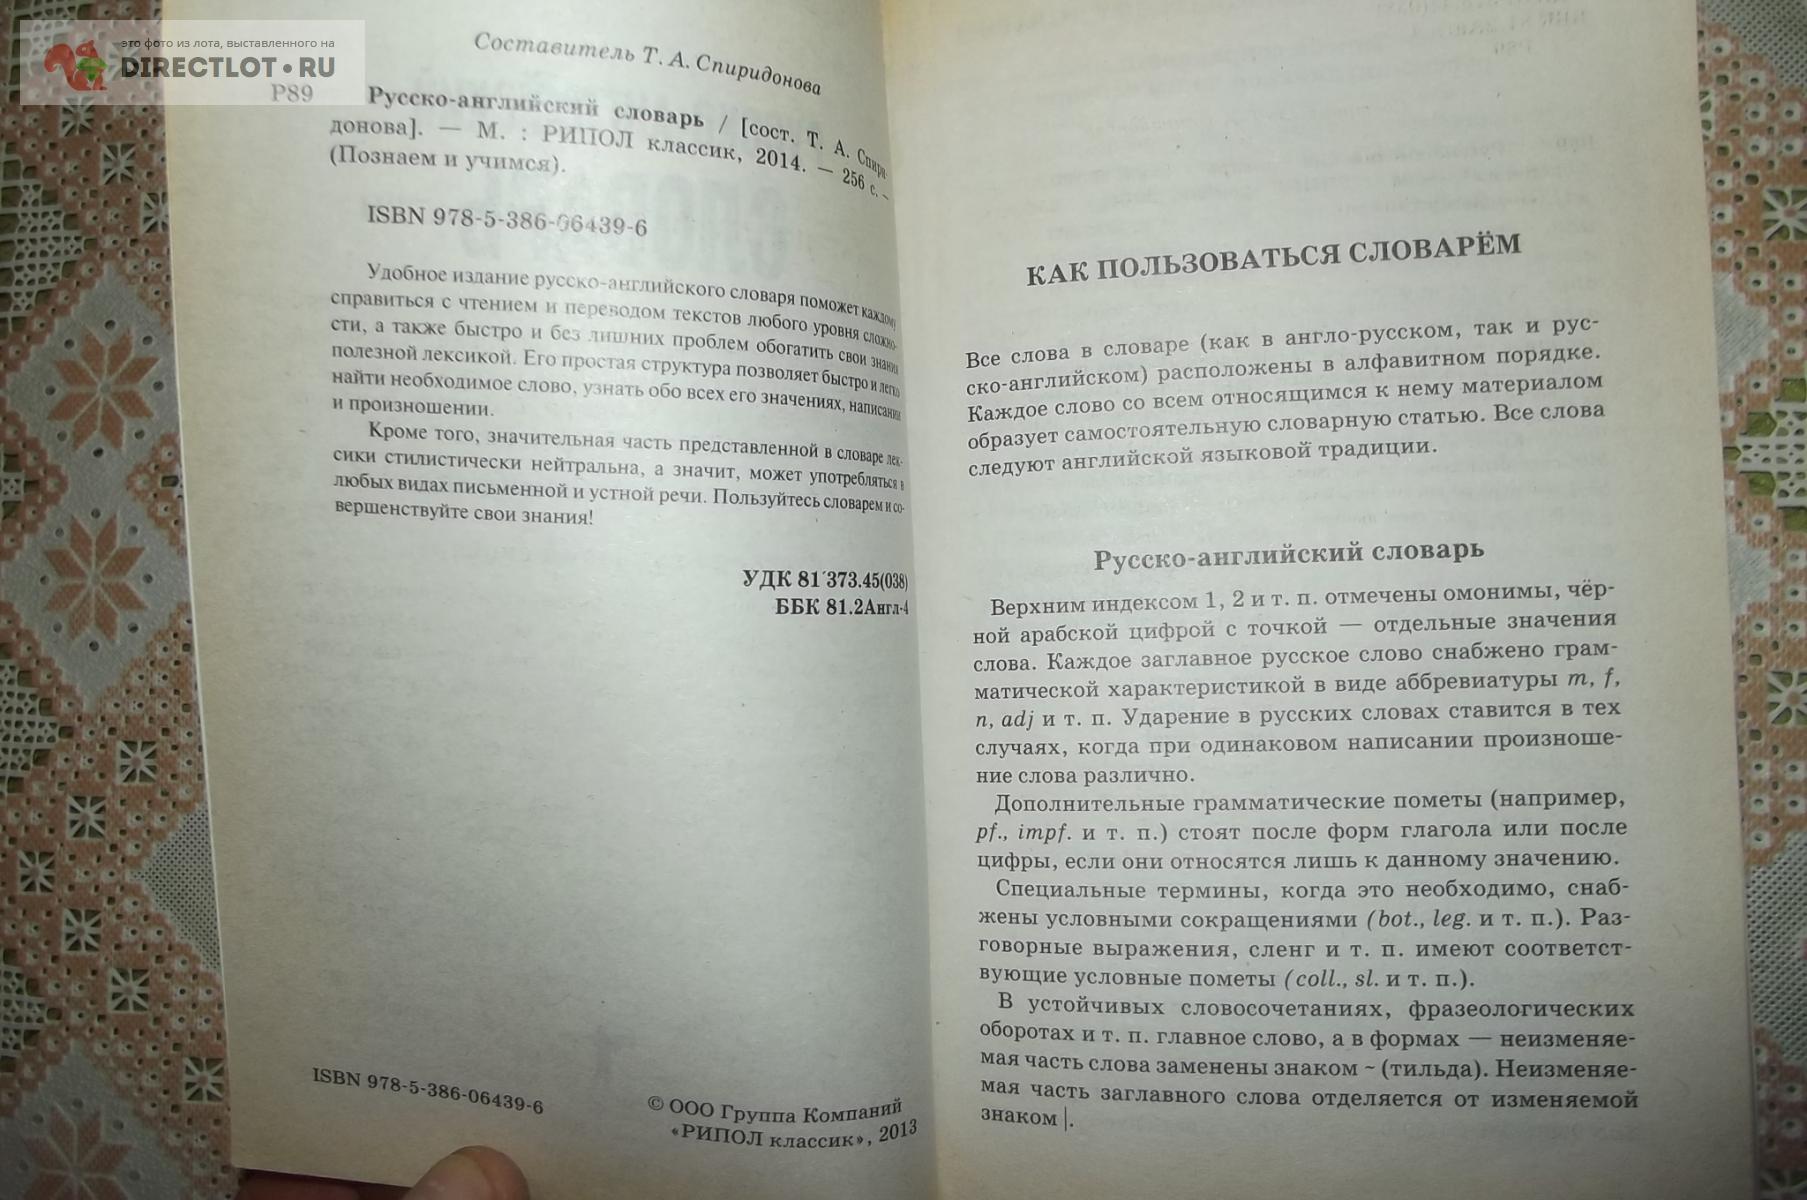 это фото из лота, выставленного на
DIRECTLOT.RU
Составитель Т. А. Спиридонова
Р89
Русско-английский словарь / [сост. Т. А. Спири-
донова]. — М. : РИПОЛ классик, 2014. — 256 с. –
(Познаем и учимся).
ISBN 978-5-386-06439-6
Удобное издание русско-английского словаря поможет каждому
справиться с чтением и переводом текстов любого уровня сложно-
сти, а также быстро и без лишних проблем обогатить свои знания
полезной лексикой. Его простая структура позволяет быстро и легко
найти необходимое слово, узнать обо всех его значениях, написании
и произношении.
Кроме того, значительная часть представленной в словаре лек-
сики стилистически нейтральна, а значит, может употребляться в
любых видах письменной и устной речи. Пользуйтесь словарем и со-
вершенствуйте свои знания!
УДК 81´373.45(038)
ББК 81.2Англ-4
ISBN 978-5-386-06439-6
© ООО Группа Компаний
«РИПОЛ классик», 2013
КАК ПОЛЬЗОВАТЬСЯ СЛОВАРЁМ
Все слова в словаре (как в англо-русском, так и рус-
ско-английском) расположены в алфавитном порядке.
Каждое слово со всем относящимся к нему материалом
образует самостоятельную словарную статью. Все слова
следуют английской языковой традиции.
Русско-английский словарь
Верхним индексом 1, 2 и т. п. отмечены омонимы, чёр-
ной арабской цифрой с точкой — отдельные значения
слова. Каждое заглавное русское слово снабжено грам-
матической характеристикой в виде аббревиатуры m, f,
n, adj и т. п. Ударение в русских словах ставится в тех
случаях, когда при одинаковом написании произноше-
ние слова различно.
Дополнительные грамматические пометы (например,
pf., impf. и т. п.) стоят после форм глагола или после
цифры, если они относятся лишь к данному значению.
Специальные термины, когда это необходимо, снаб-
жены условными сокращениями (bot., leg. и т. п.). Раз-
говорные выражения, сленг и т. п. имеют соответст-
вующие условные пометы (coll., sl. и т. п.).
В устойчивых словосочетаниях, фразеологических
оборотах и т. п. главное слово, а в формах — неизменяе-
мая часть слова заменены знаком ~ (тильда). Неизменяе-
мая часть заглавного слова отделяется от изменяемой
знаком |.